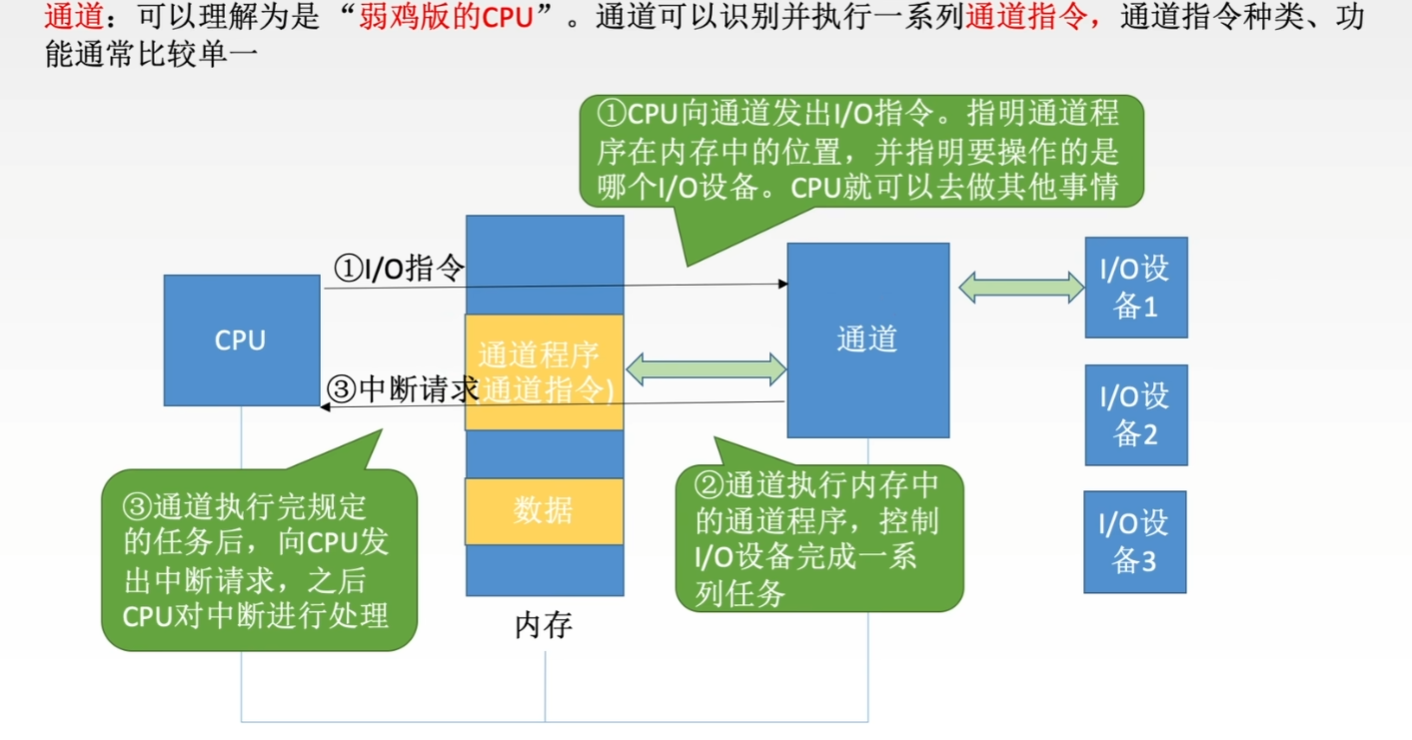 通道：可以理解为是“弱鸡版的CPU”。通道可以识别并执行一系列通道指令，通道指令种类、功
能通常比较单一
①CPU向通道发出I/O指令。指明通道程
序在内存中的位置，并指明要操作的是
哪个I/O设备。CPU就可以去做其他事情
①I/O指令
CPU
通道程序
(通道指令)
③中断请求
通道
I/O设
备1
I/O设
备2
I/O设
备3
③通道执行完规定
的任务后，向CPU发
出中断请求，之后
CPU对中断进行处理
数据
②通道执行内存中
的通道程序，控制
I/O设备完成一系
列任务
内存